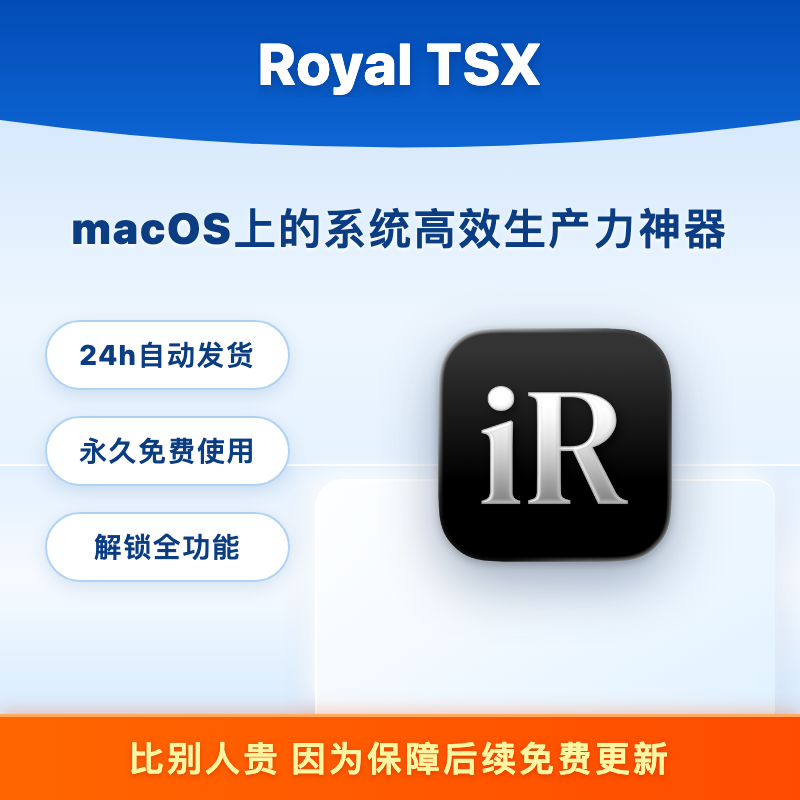 Royal TSX
macOS上的系统高效生产力神器
24h自动发货
永久免费使用
解锁全功能
iR
比别人贵 因为保障后续免费更新